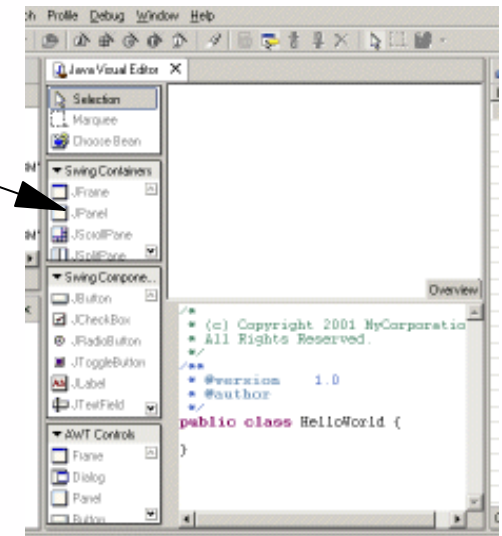 Profile Debug Window Help
Java Visual Editor
Selection
Marquee
Choose Bean
Swing Containers
JFrame
JPanel
JScrollPane
JSplitPane
Swing Compone...
JButton
JCheckBox
JRadioButton
JToggleButton
JLabel
JTextField
AWT Controls
Frame
Dialog
Panel
Button
Overview
/*
* (c) Copyright 2001 MyCorporatio
* All Rights Reserved.
*/
/**
* @version 1.0
* @author
*/
public class HelloWorld {
}